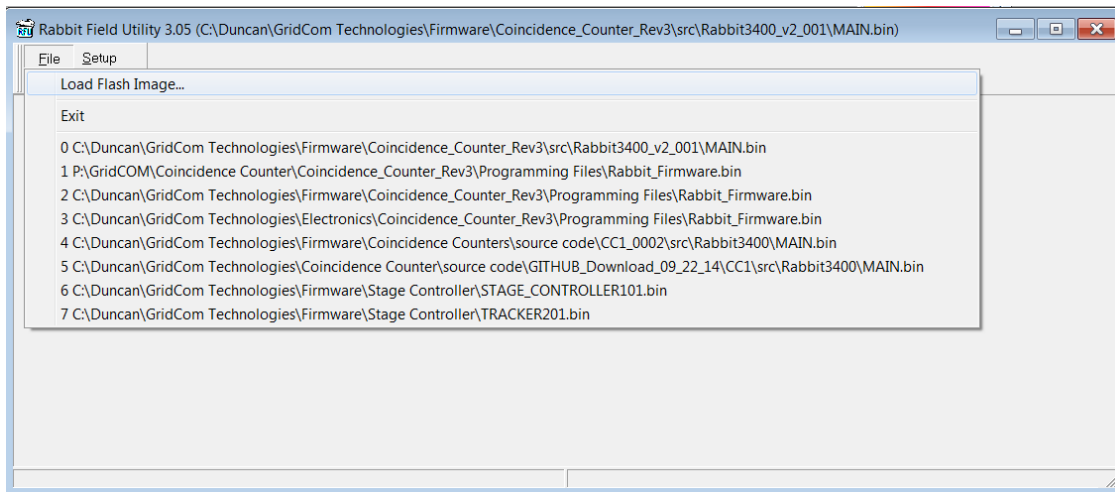 RFU Rabbit Field Utility 3.05 (C:\Duncan\GridCom Technologies\Firmware\Coincidence_Counter_Rev3\src\Rabbit3400_v2_001\MAIN.bin)
File Setup
Load Flash Image...
Exit
0 C:\Duncan\GridCom Technologies\Firmware\Coincidence_Counter_Rev3\src\Rabbit3400_v2_001\MAIN.bin
1 P:\GridCOM\Coincidence Counter\Coincidence_Counter_Rev3\Programming Files\Rabbit_Firmware.bin
2 C:\Duncan\GridCom Technologies\Firmware\Coincidence_Counter_Rev3\Programming Files\Rabbit_Firmware.bin
3 C:\Duncan\GridCom Technologies\Electronics\Coincidence_Counter_Rev3\Programming Files\Rabbit_Firmware.bin
4 C:\Duncan\GridCom Technologies\Firmware\Coincidence Counters\source code\CC1_0002\src\Rabbit3400\MAIN.bin
5 C:\Duncan\GridCom Technologies\Coincidence Counter\source code\GITHUB_Download_09_22_14\CC1\src\Rabbit3400\MAIN.bin
6 C:\Duncan\GridCom Technologies\Firmware\Stage Controller\STAGE_CONTROLLER101.bin
7 C:\Duncan\GridCom Technologies\Firmware\Stage Controller\TRACKER201.bin